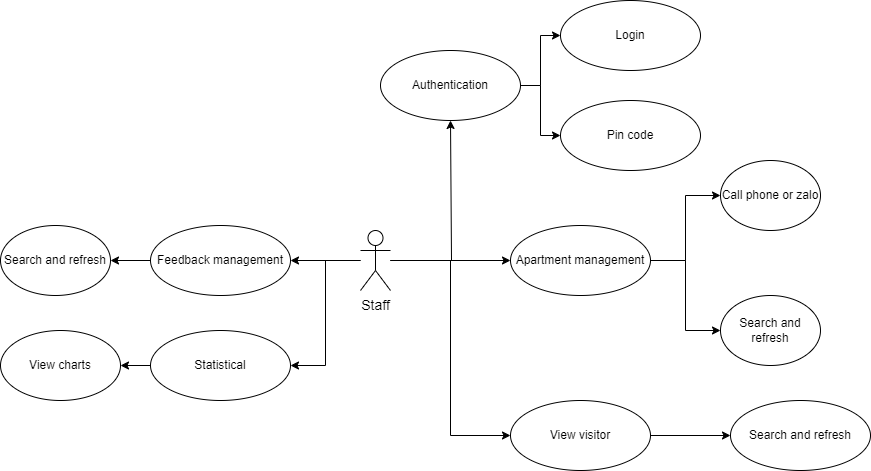 Login
Authentication
Pin code
Call phone or zalo
Search and refresh
Feedback management
Apartment management
Staff
Search and
refresh
View charts
Statistical
View visitor
Search and refresh